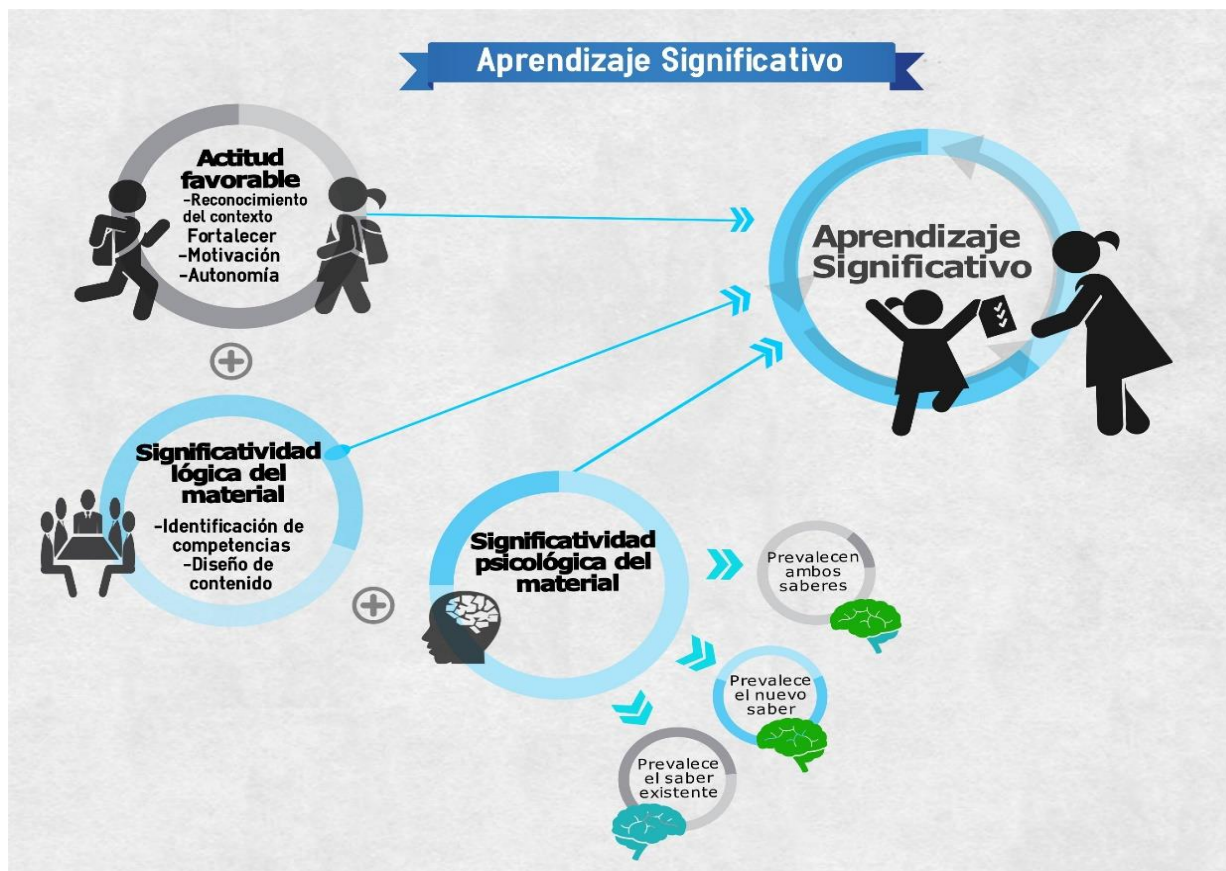 Aprendizaje Significativo
Actitud
favorable
-Reconocimiento
del contexto
Fortalecer
-Motivación
-Autonomía
Aprendizaje
Significativo
Significatividad
lógica del
material
-Identificación de
competencias
-Diseño de
contenido
Significatividad
psicológica del
material
Prevalecen
ambos
saberes
Prevalece
el nuevo
saber
Prevalece
el saber
existente